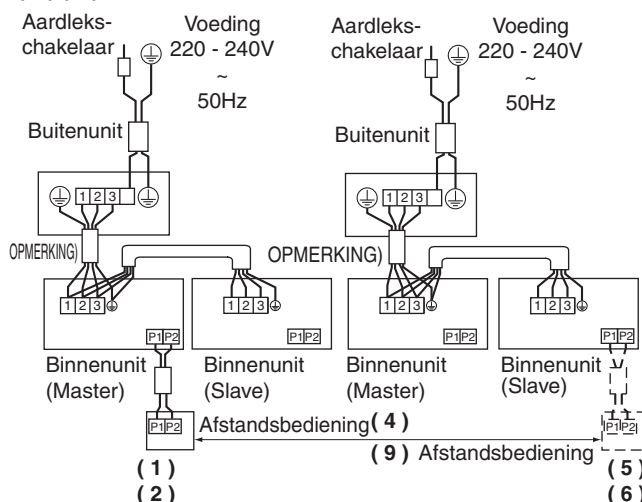 Aardleks-
chakelaar
Voeding
220 - 240V
~
50Hz
Buitenunit
1 2 3
OPMERKING)
1 2 3
P1 P2
Binnenunit
(Master)
1 2 3
P1 P2
Binnenunit
(Slave)
P1 P2
Aardleks-
chakelaar
Voeding
220 - 240V
~
50Hz
Buitenunit
1 2 3
OPMERKING)
1 2 3
P1 P2
Binnenunit
(Master)
1 2 3
P1 P2
Binnenunit
(Slave)
P1 P2
Afstandsbediening ( 4 )
( 9 ) Afstandsbediening
( 1 )
( 2 )
( 5 )
( 6 )